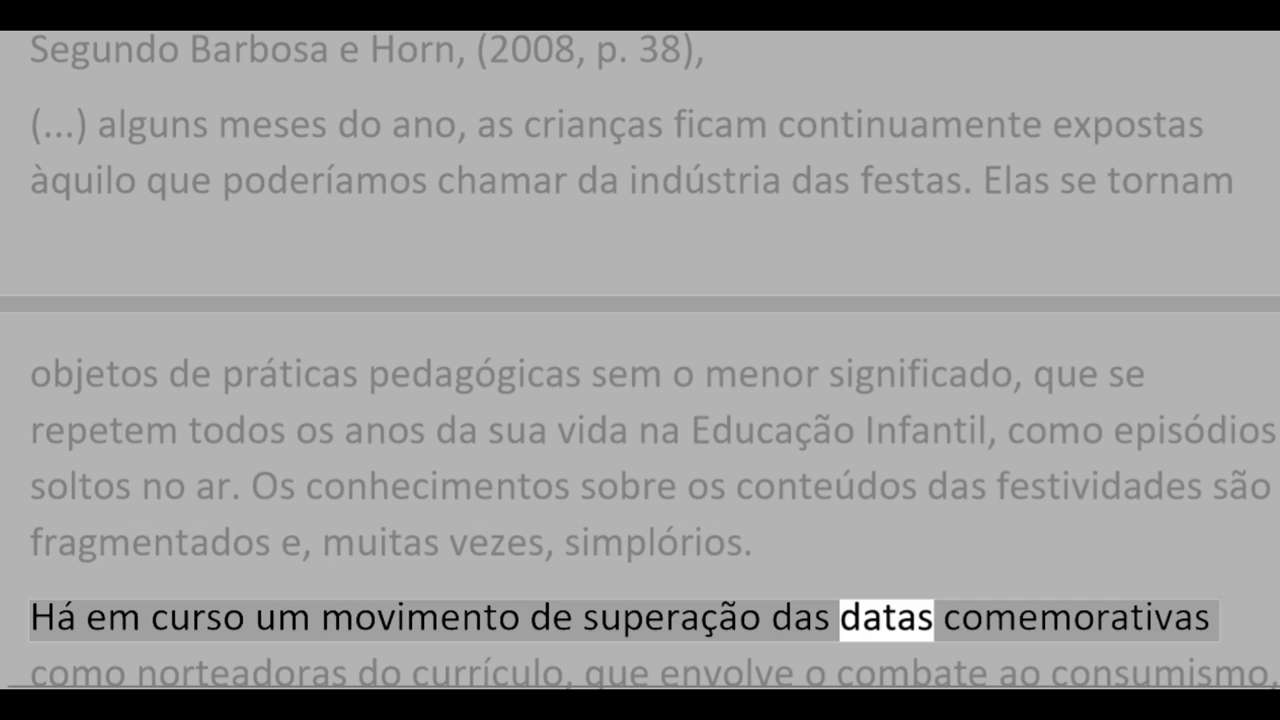 Segundo Barbosa e Horn, (2008, p. 38),
(...) alguns meses do ano, as crianças ficam continuamente expostas
àquilo que poderíamos chamar da indústria das festas. Elas se tornam
objetos de práticas pedagógicas sem o menor significado, que se
repetem todos os anos da sua vida na Educação Infantil, como episódios
soltos no ar. Os conhecimentos sobre os conteúdos das festividades são
fragmentados e, muitas vezes, simplórios.
Há em curso um movimento de superação das datas comemorativas
como norteadoras do currículo, que envolve o combate ao consumismo,